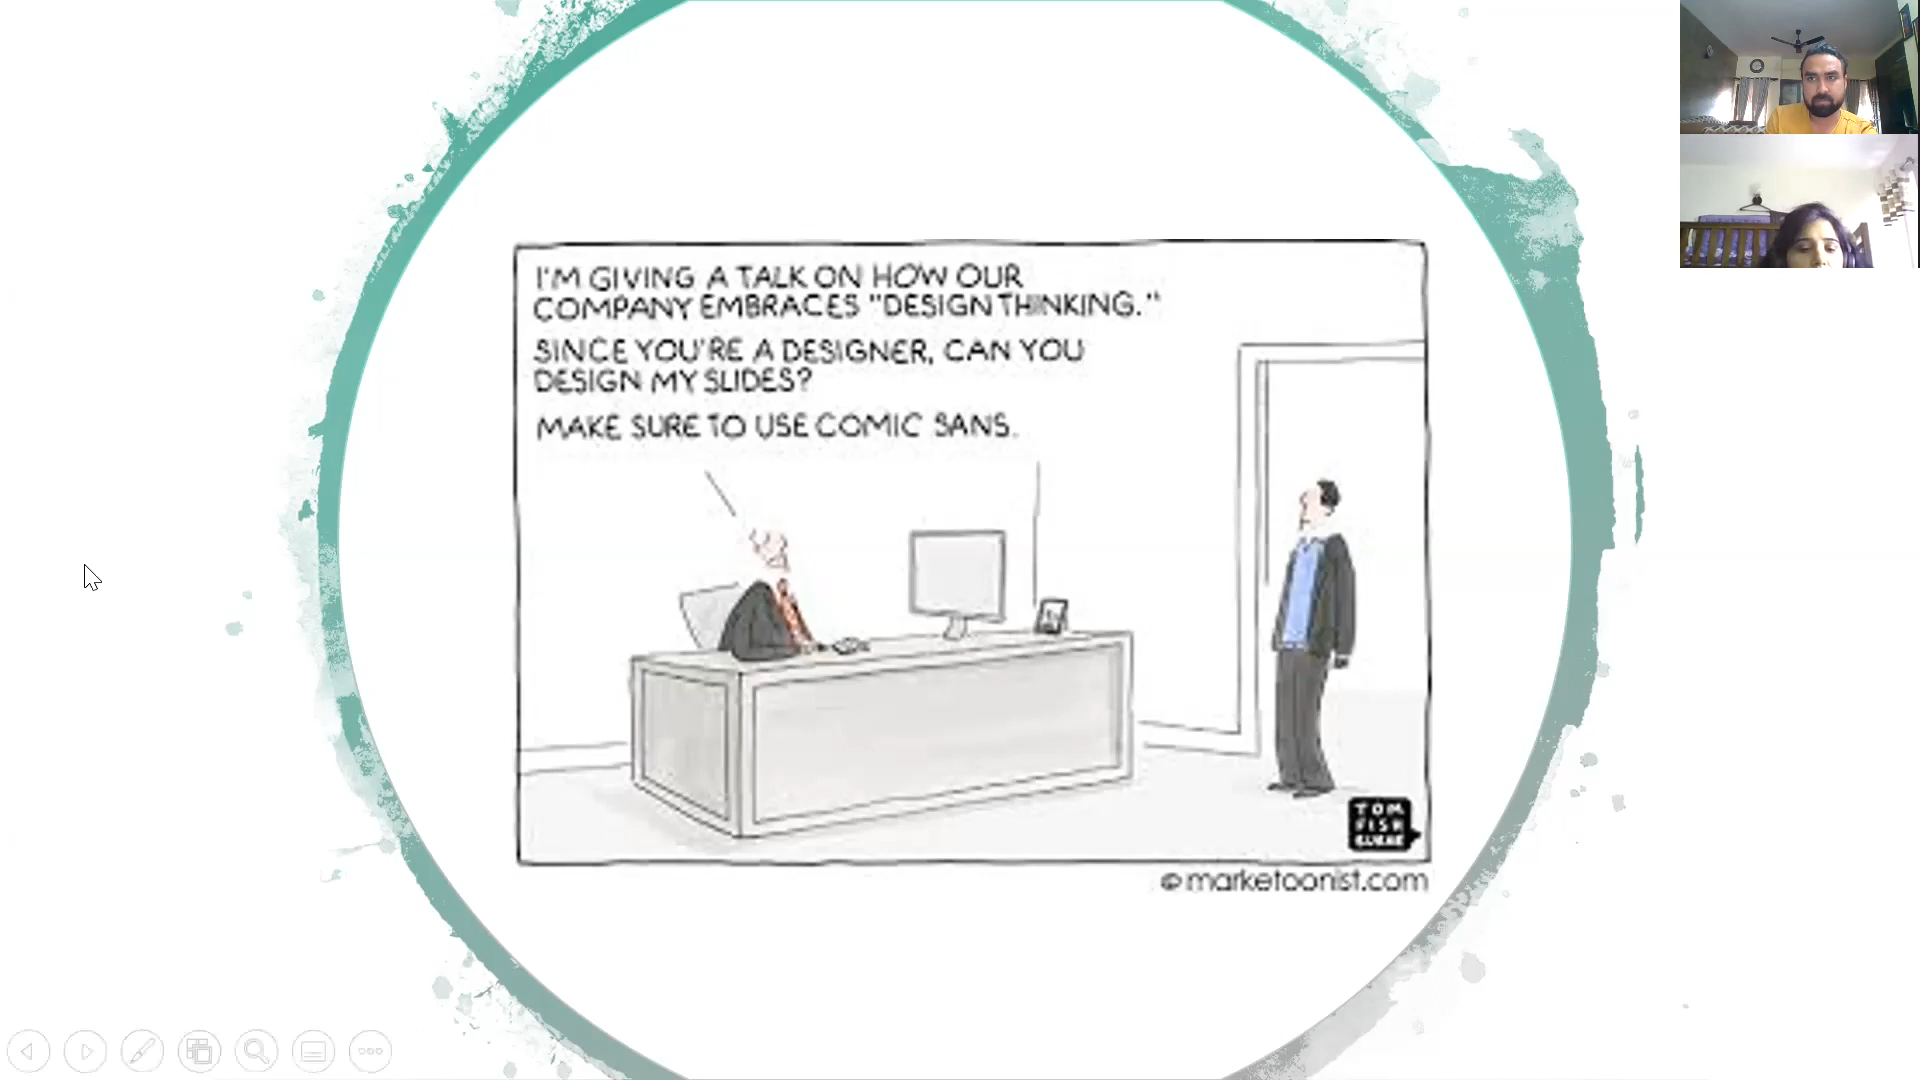 I'M GIVING A TALK ON HOW OUR
COMPANY EMBRACES "DESIGN THINKING."
SINCE YOU'RE A DESIGNER, CAN YOU
DESIGN MY SLIDES?
MAKE SURE TO USE COMIC SANS.
TOM
FISH
BURNE
© marketoonist.com